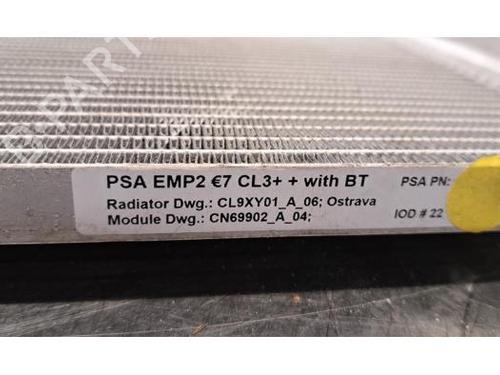 PSA EMP2 €7 CL3+ + with BT
Radiator Dwg.: CL9XY01_A_06; Ostrava
Module Dwg.: CN69902_A_04;
PSA PN:
IOD # 22